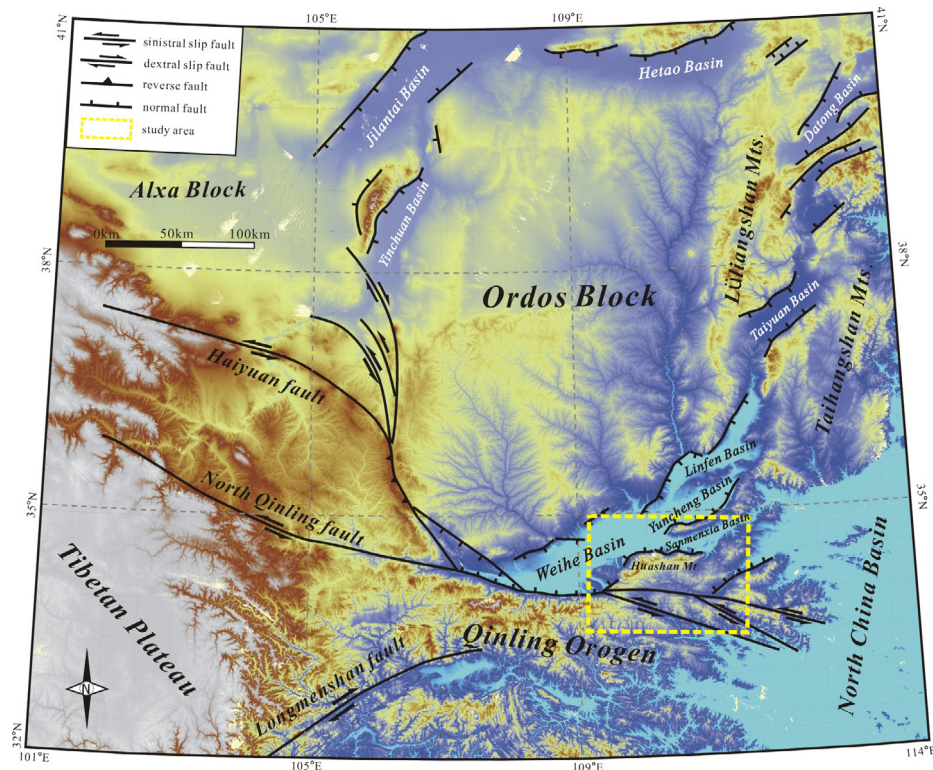 105°E
109°E
41°N
41°N
sinistral slip fault
dextral slip fault
reverse fault
normal fault
study area
Jilantai Basin
Hetao Basin
Datong Basin
Alxa Block
0km
50km
100km
Yinchuan Basin
Lüliangshan Mts.
38°N
38°N
Ordos Block
Taiyuan Basin
Taihangshan Mts.
Haiyuan fault
Linfen Basin
35°N
35°N
North Qinling fault
Yuncheng Basin
Sanmenxia Basin
Weihe Basin
Huashan Mt.
Tibetan Plateau
North China Basin
Qinling Orogen
Longmenshan fault
N
32°N
101°E
105°E
109°E
114°E